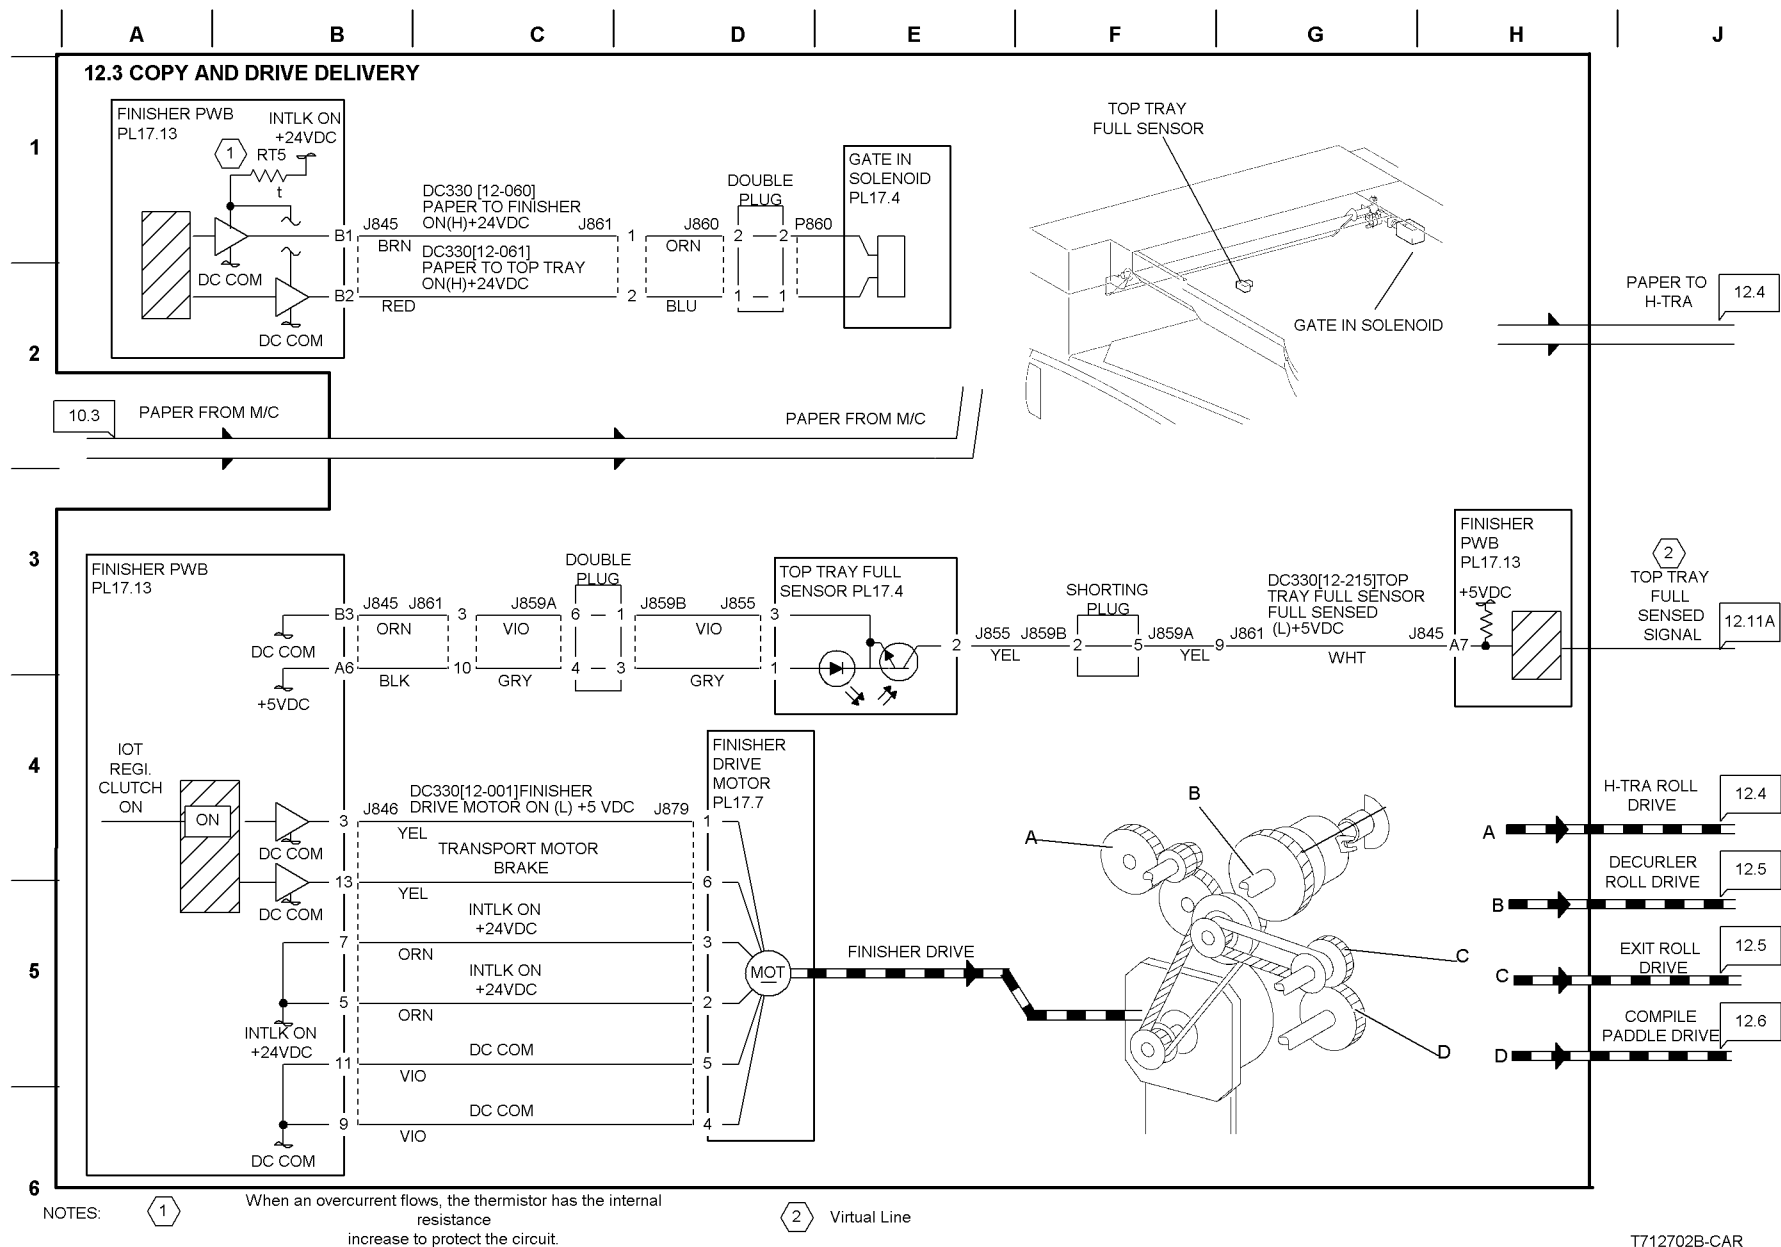 A B C D E F G H J
12.3 COPY AND DRIVE DELIVERY
1
FINISHER PWB
PL17.13
INTLK ON
+24VDC
1
RT5
t
DC COM
DC COM
B1
B2
J845
BRN
RED
DC330 [12-060]
PAPER TO FINISHER
ON(H)+24VDC
DC330[12-061]
PAPER TO TOP TRAY
ON(H)+24VDC
J861
1
2
ORN
BLU
J860
DOUBLE
PLUG
2 2
1 1
P860
GATE IN
SOLENOID
PL17.4
TOP TRAY
FULL SENSOR
GATE IN SOLENOID
PAPER TO
H-TRA
12.4
2
10.3
PAPER FROM M/C
PAPER FROM M/C
3
FINISHER PWB
PL17.13
DC COM
+5VDC
B3
A6
J845
ORN
BLK
J861
3
10
J859A
VIO
GRY
DOUBLE
PLUG
6 1
4 3
J859B
VIO
GRY
J855
3
1
TOP TRAY FULL
SENSOR PL17.4
2
J855
YEL
J859B
SHORTING
PLUG
2 5
J859A
YEL
9
J861
DC330[12-215]TOP
TRAY FULL SENSOR
FULL SENSED
(L)+5VDC
WHT
J845
A7
FINISHER
PWB
PL17.13
+5VDC
2
TOP TRAY
FULL
SENSED
SIGNAL
12.11A
4
IOT
REGI.
CLUTCH
ON
ON
DC COM
DC COM
3
J846
YEL
DC330[12-001]FINISHER
DRIVE MOTOR ON (L) +5 VDC
J879
1
FINISHER
DRIVE
MOTOR
PL17.7
13
YEL
TRANSPORT MOTOR
BRAKE
6
7
ORN
INTLK ON
+24VDC
3
5
INTLK ON
+24VDC
5
ORN
INTLK ON
+24VDC
2
11
VIO
DC COM
5
9
VIO
DC COM
4
DC COM
MOT
FINISHER DRIVE
A
B
C
D
A
H-TRA ROLL
DRIVE
12.4
B
DECURLER
ROLL DRIVE
12.5
C
EXIT ROLL
DRIVE
12.5
D
COMPILE
PADDLE DRIVE
12.6
6
NOTES:
1
When an overcurrent flows, the thermistor has the internal
resistance
increase to protect the circuit.
2
Virtual Line
T712702B-CAR